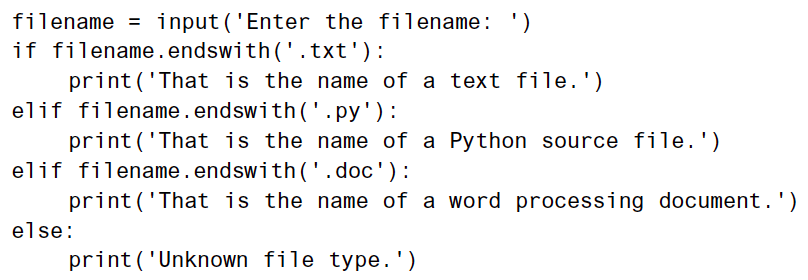 filename = input('Enter the filename: ')
if filename.endswith('.txt'):
    print('That is the name of a text file.')
elif filename.endswith('.py'):
    print('That is the name of a Python source file.')
elif filename.endswith('.doc'):
    print('That is the name of a word processing document.')
else:
    print('Unknown file type.')